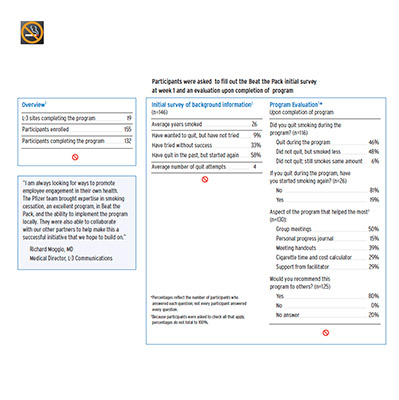 Participants were asked to fill out the Beat the Pack initial survey
at week 1 and an evaluation upon completion of program
Overview¹
L-3 sites completing the program 19
Participants enrolled 155
Participants completing the program 132
"I am always looking for ways to promote
employee engagement in their own health.
The Pfizer team brought expertise in smoking
cessation, an excellent program, in Beat the
Pack, and the ability to implement the program
locally. They were also able to collaborate
with our other partners to help make this a
successful initiative that we hope to build on."
Richard Moggio, MD
Medical Director, L-3 Communications
Initial survey of background information¹
(n=146)
Average years smoked 26
Have wanted to quit, but have not tried 9%
Have tried without success 33%
Have quit in the past, but started again 58%
Average number of quit attempts 4
*Percentages reflect the number of participants who
answered each question; not every participant answered
every question.
†Because participants were asked to check all that apply,
percentages do not total to 100%.
Program Evaluation¹*
Upon completion of program
Did you quit smoking during the
program? (n=116)
Quit during the program 46%
Did not quit, but smoked less 48%
Did not quit; still smokes same amount 6%
If you quit during the program, have
you started smoking again? (n=26)
No 81%
Yes 19%
Aspect of the program that helped the most†
(n=130):
Group meetings 50%
Personal progress journal 15%
Meeting handouts 39%
Cigarette time and cost calculator 29%
Support from facilitator 29%
Would you recommend this
program to others? (n=125)
Yes 80%
No 0%
No answer 20%